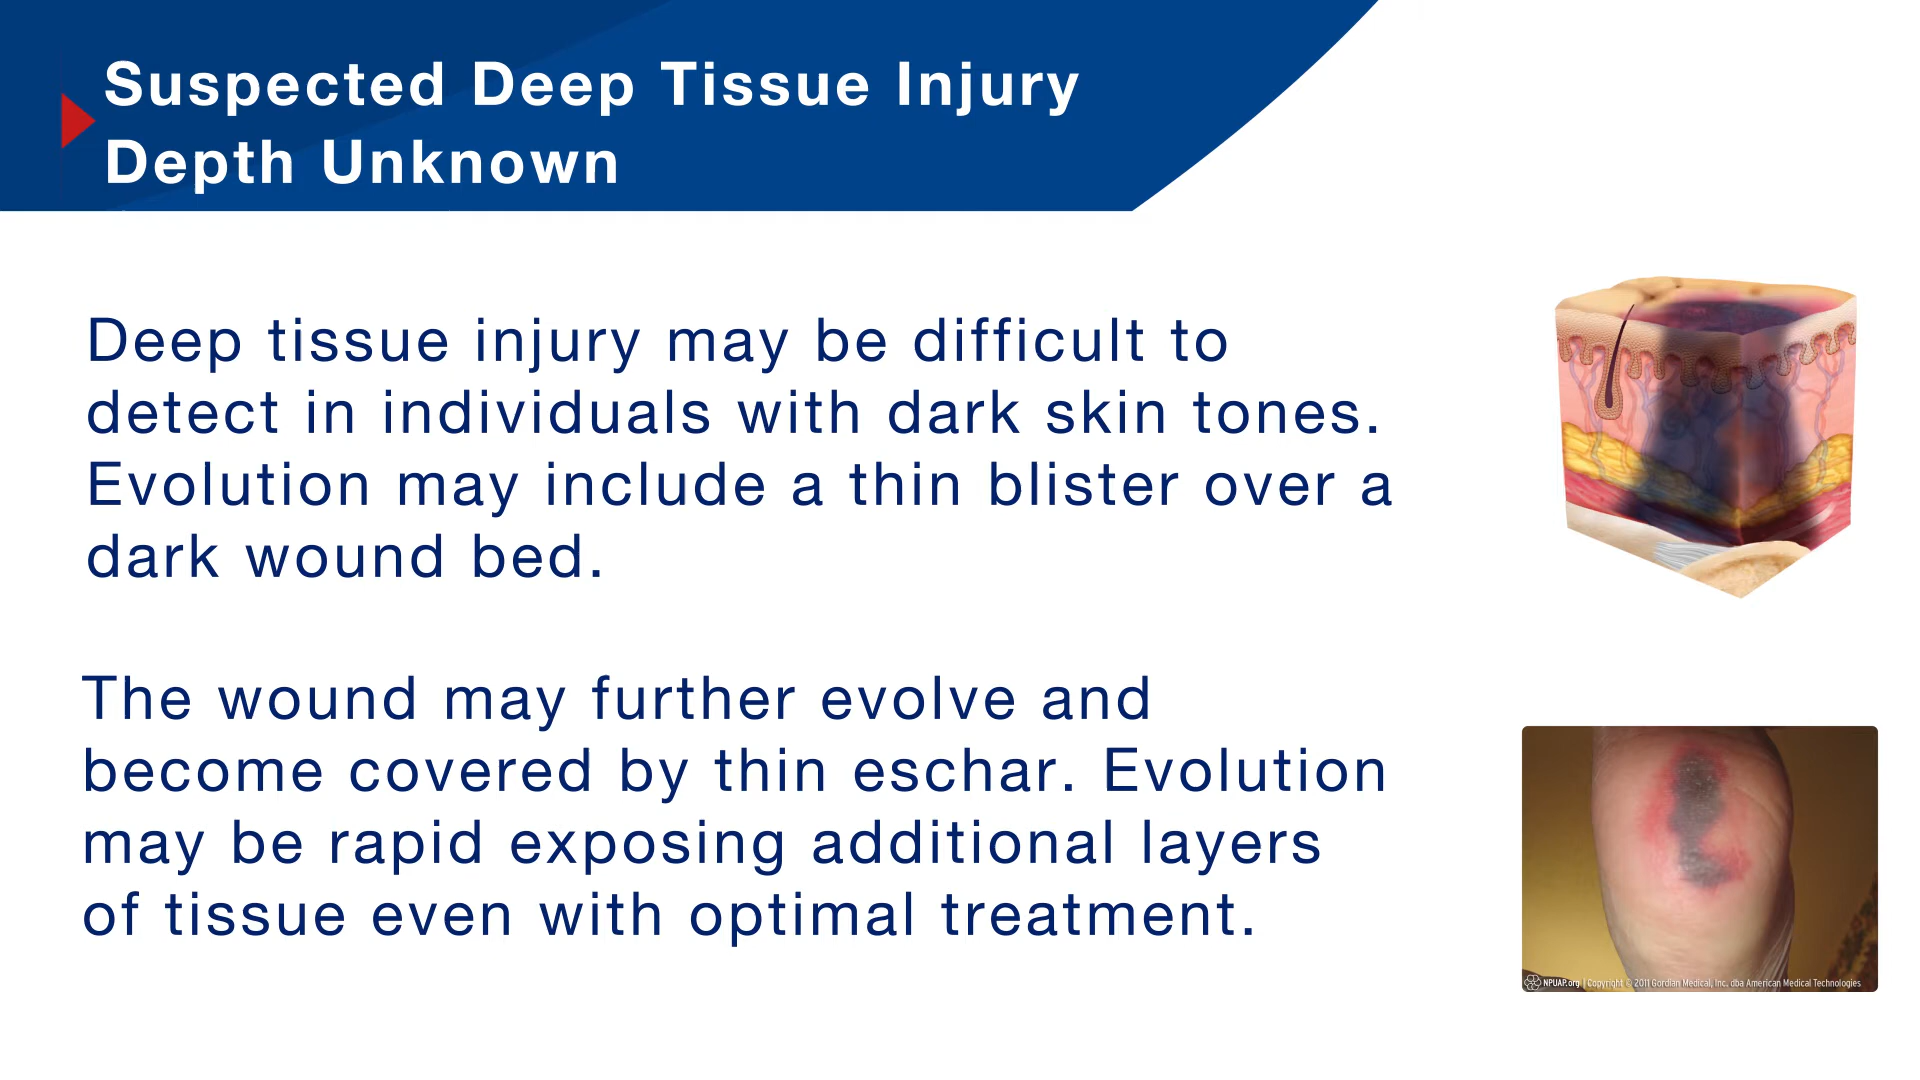 Suspected Deep Tissue Injury
Depth Unknown
Deep tissue injury may be difficult to
detect in individuals with dark skin tones.
Evolution may include a thin blister over a
dark wound bed.
The wound may further evolve and
become covered by thin eschar. Evolution
may be rapid exposing additional layers
of tissue even with optimal treatment.
NPUAP.org | Copyright © 2011 Gordian Medical, Inc. dba American Medical Technologies